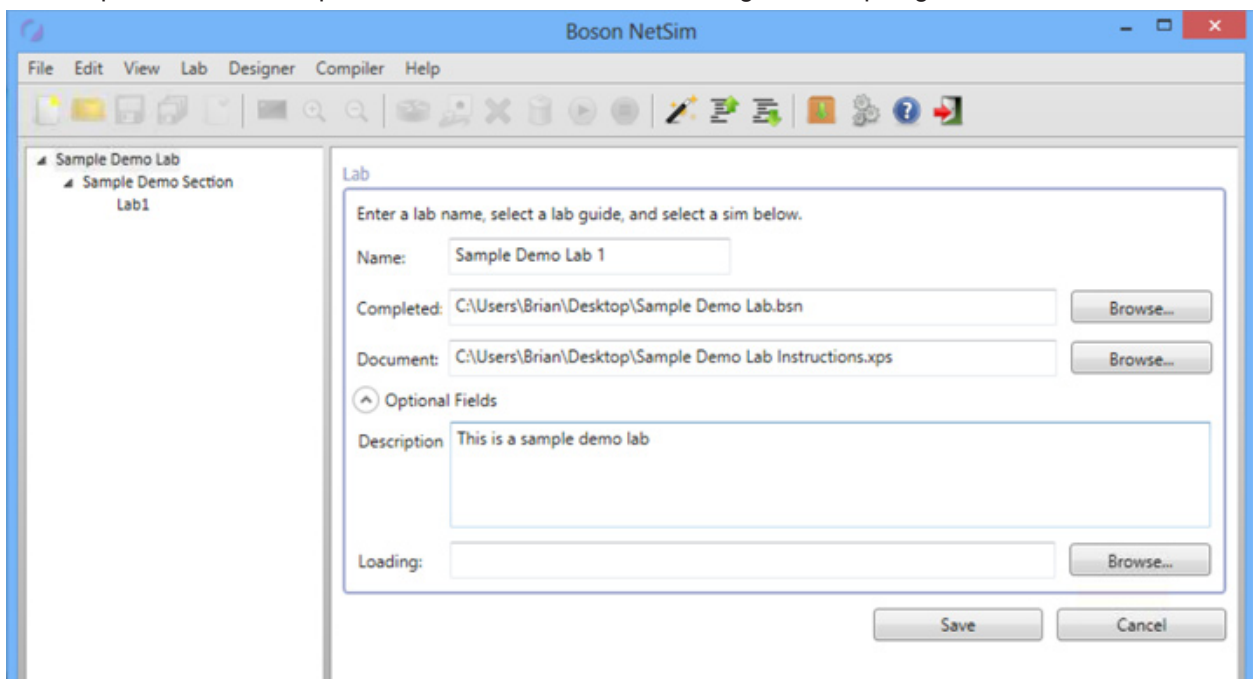 Boson NetSim
File Edit View Lab Designer Compiler Help
Sample Demo Lab
Sample Demo Section
Lab1
Lab
Enter a lab name, select a lab guide, and select a sim below.
Name: Sample Demo Lab 1
Completed: C:\Users\Brian\Desktop\Sample Demo Lab.bsn Browse...
Document: C:\Users\Brian\Desktop\Sample Demo Lab Instructions.xps Browse...
Optional Fields
Description This is a sample demo lab
Loading: Browse...
Save Cancel